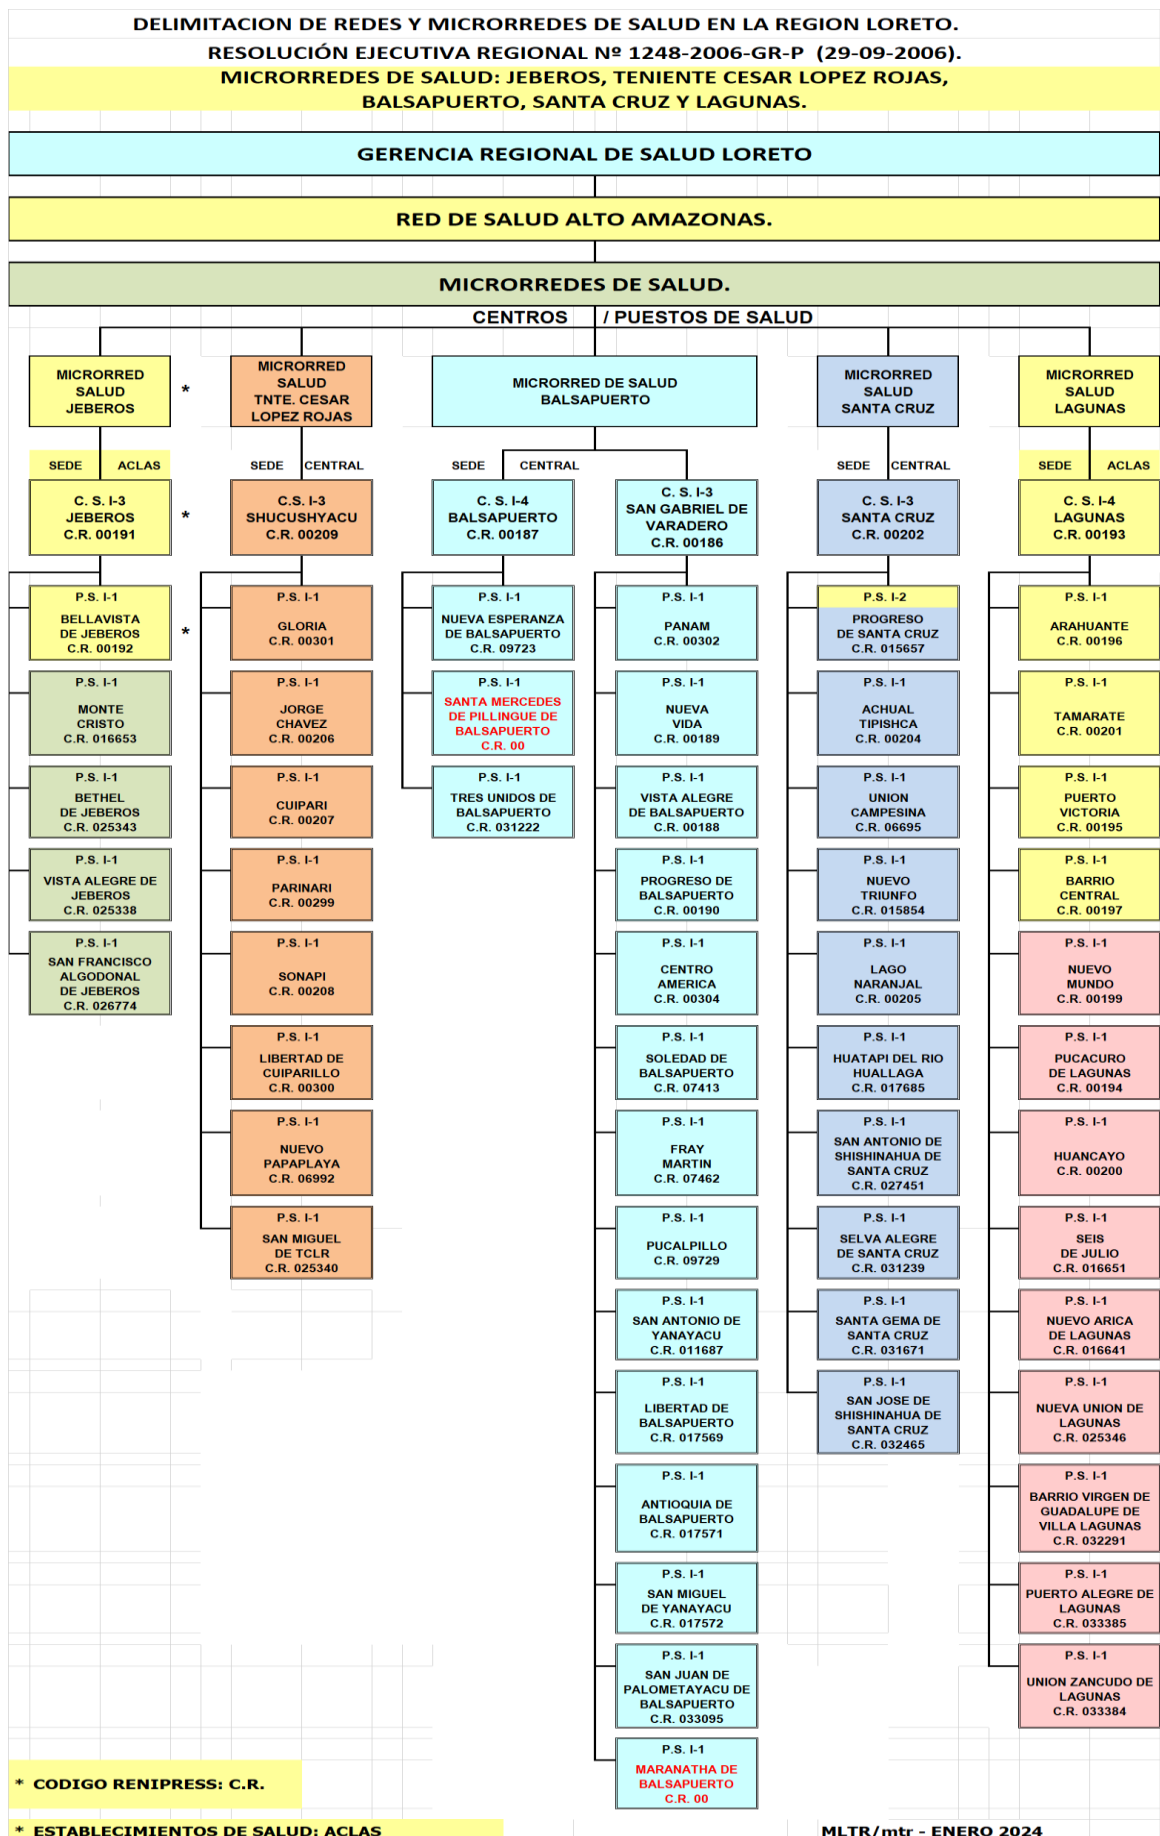 DELIMITACION DE REDES Y MICRORREDES DE SALUD EN LA REGION LORETO.
RESOLUCIÓN EJECUTIVA REGIONAL Nº 1248-2006-GR-P (29-09-2006).
MICRORREDES DE SALUD: JEBEROS, TENIENTE CESAR LOPEZ ROJAS,
BALSAPUERTO, SANTA CRUZ Y LAGUNAS.
GERENCIA REGIONAL DE SALUD LORETO
RED DE SALUD ALTO AMAZONAS.
MICRORREDES DE SALUD.
CENTROS / PUESTOS DE SALUD
MICRORRED
SALUD
JEBEROS
*
SEDE ACLAS
C. S. I-3
JEBEROS
C.R. 00191
*
P.S. I-1
BELLAVISTA
DE JEBEROS
C.R. 00192
*
P.S. I-1
MONTE
CRISTO
C.R. 016653
P.S. I-1
BETHEL
DE JEBEROS
C.R. 025343
P.S. I-1
VISTA ALEGRE DE
JEBEROS
C.R. 025338
P.S. I-1
SAN FRANCISCO
ALGODONAL
DE JEBEROS
C.R. 026774
MICRORRED
SALUD
TNTE. CESAR
LOPEZ ROJAS
SEDE CENTRAL
C.S. I-3
SHUCUSHYACU
C.R. 00209
P.S. I-1
GLORIA
C.R. 00301
P.S. I-1
JORGE
CHAVEZ
C.R. 00206
P.S. I-1
CUIPARI
C.R. 00207
P.S. I-1
PARINARI
C.R. 00299
P.S. I-1
SONAPI
C.R. 00208
P.S. I-1
LIBERTAD DE
CUIPARILLO
C.R. 00300
P.S. I-1
NUEVO
PAPAPLAYA
C.R. 06992
P.S. I-1
SAN MIGUEL
DE TCLR
C.R. 025340
MICRORRED DE SALUD
BALSAPUERTO
SEDE CENTRAL
C. S. I-4
BALSAPUERTO
C.R. 00187
P.S. I-1
NUEVA ESPERANZA
DE BALSAPUERTO
C.R. 09723
P.S. I-1
SANTA MERCEDES
DE PILLINGUE DE
BALSAPUERTO
C.R. 00
P.S. I-1
TRES UNIDOS DE
BALSAPUERTO
C.R. 031222
C. S. I-3
SAN GABRIEL DE
VARADERO
C.R. 00186
P.S. I-1
PANAM
C.R. 00302
P.S. I-1
NUEVA
VIDA
C.R. 00189
P.S. I-1
VISTA ALEGRE
DE BALSAPUERTO
C.R. 00188
P.S. I-1
PROGRESO DE
BALSAPUERTO
C.R. 00190
P.S. I-1
CENTRO
AMERICA
C.R. 00304
P.S. I-1
SOLEDAD DE
BALSAPUERTO
C.R. 07413
P.S. I-1
FRAY
MARTIN
C.R. 07462
P.S. I-1
PUCALPILLO
C.R. 09729
P.S. I-1
SAN ANTONIO DE
YANAYACU
C.R. 011687
P.S. I-1
LIBERTAD DE
BALSAPUERTO
C.R. 017569
P.S. I-1
ANTIOQUIA DE
BALSAPUERTO
C.R. 017571
P.S. I-1
SAN MIGUEL
DE YANAYACU
C.R. 017572
P.S. I-1
SAN JUAN DE
PALOMETAYACU DE
BALSAPUERTO
C.R. 033095
P.S. I-1
MARANATHA DE
BALSAPUERTO
C.R. 00
MICRORRED
SALUD
SANTA CRUZ
SEDE CENTRAL
C.S. I-3
SANTA CRUZ
C.R. 00202
P.S. I-2
PROGRESO
DE SANTA CRUZ
C.R. 015657
P.S. I-1
ACHUAL
TIPISHCA
C.R. 00204
P.S. I-1
UNION
CAMPESINA
C.R. 06695
P.S. I-1
NUEVO
TRIUNFO
C.R. 015854
P.S. I-1
LAGO
NARANJAL
C.R. 00205
P.S. I-1
HUATAPI DEL RIO
HUALLAGA
C.R. 017685
P.S. I-1
SAN ANTONIO DE
SHISHINAHUA DE
SANTA CRUZ
C.R. 027451
P.S. I-1
SELVA ALEGRE
DE SANTA CRUZ
C.R. 031239
P.S. I-1
SANTA GEMA DE
SANTA CRUZ
C.R. 031671
P.S. I-1
SAN JOSE DE
SHISHINAHUA DE
SANTA CRUZ
C.R. 032465
MICRORRED
SALUD
LAGUNAS
SEDE ACLAS
C. S. I-4
LAGUNAS
C.R. 00193
P.S. I-1
ARAHUANTE
C.R. 00196
P.S. I-1
TAMARATE
C.R. 00201
P.S. I-1
PUERTO
VICTORIA
C.R. 00195
P.S. I-1
BARRIO
CENTRAL
C.R. 00197
P.S. I-1
NUEVO
MUNDO
C.R. 00199
P.S. I-1
PUCACURO
DE LAGUNAS
C.R. 00194
P.S. I-1
HUANCAYO
C.R. 00200
P.S. I-1
SEIS
DE JULIO
C.R. 016651
P.S. I-1
NUEVO ARICA
DE LAGUNAS
C.R. 016641
P.S. I-1
NUEVA UNION DE
LAGUNAS
C.R. 025346
P.S. I-1
BARRIO VIRGEN DE
GUADALUPE DE
VILLA LAGUNAS
C.R. 032291
P.S. I-1
PUERTO ALEGRE DE
LAGUNAS
C.R. 033385
P.S. I-1
UNION ZANCUDO DE
LAGUNAS
C.R. 033384
* CODIGO RENIPRESS: C.R.
* ESTABLECIMIENTOS DE SALUD: ACLAS
MLTR/mtr - ENERO 2024